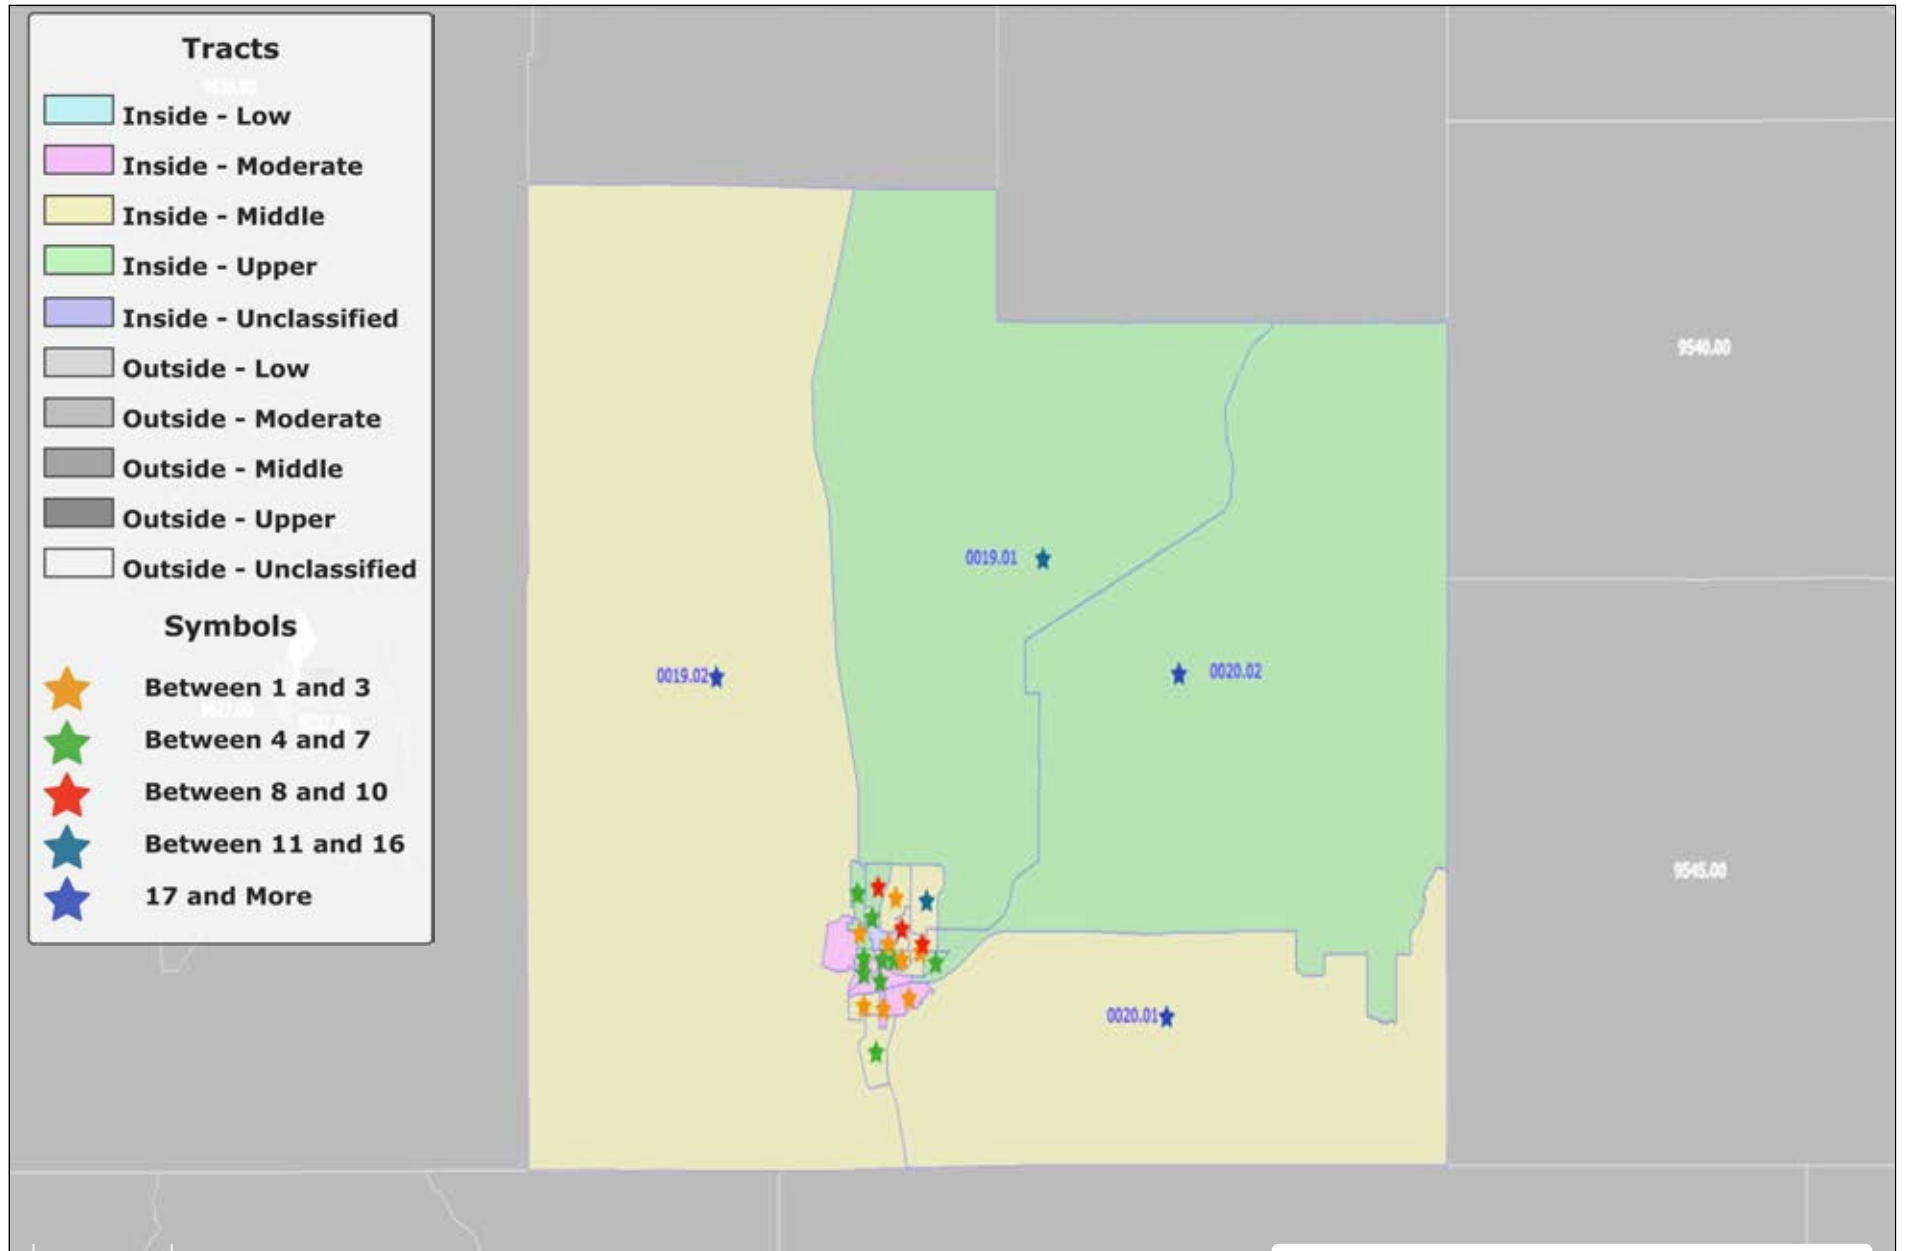 Tracts
Inside - Low
Inside - Moderate
Inside - Middle
Inside - Upper
Inside - Unclassified
Outside - Low
Outside - Moderate
Outside - Middle
Outside - Upper
Outside - Unclassified
Symbols
Between 1 and 3
Between 4 and 7
Between 8 and 10
Between 11 and 16
17 and More
9540.00
0019.01
0019.02
0020.02
9545.00
0020.01